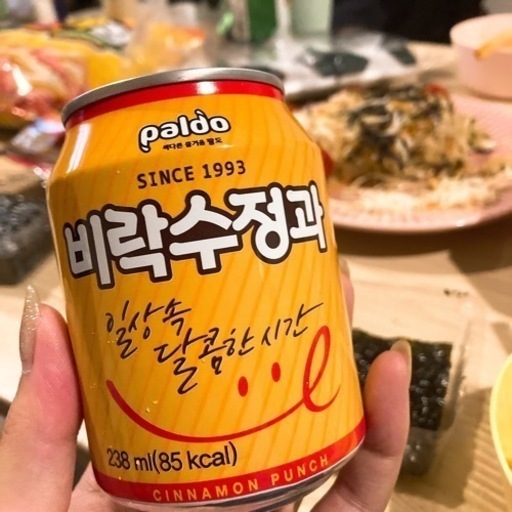 paldo
SINCE 1993
비락수정과
일상속
달콤한 시간
238 ml(85 kcal)
CINNAMON PUNCH